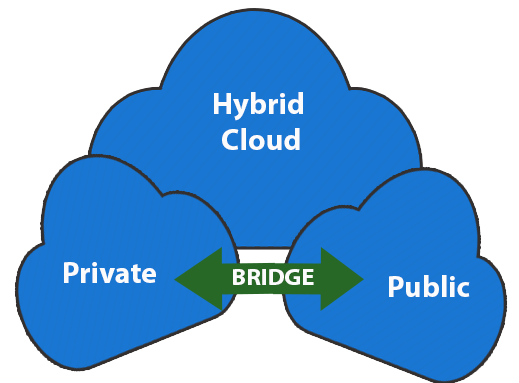 Hybrid
Cloud
Private
BRIDGE
Public